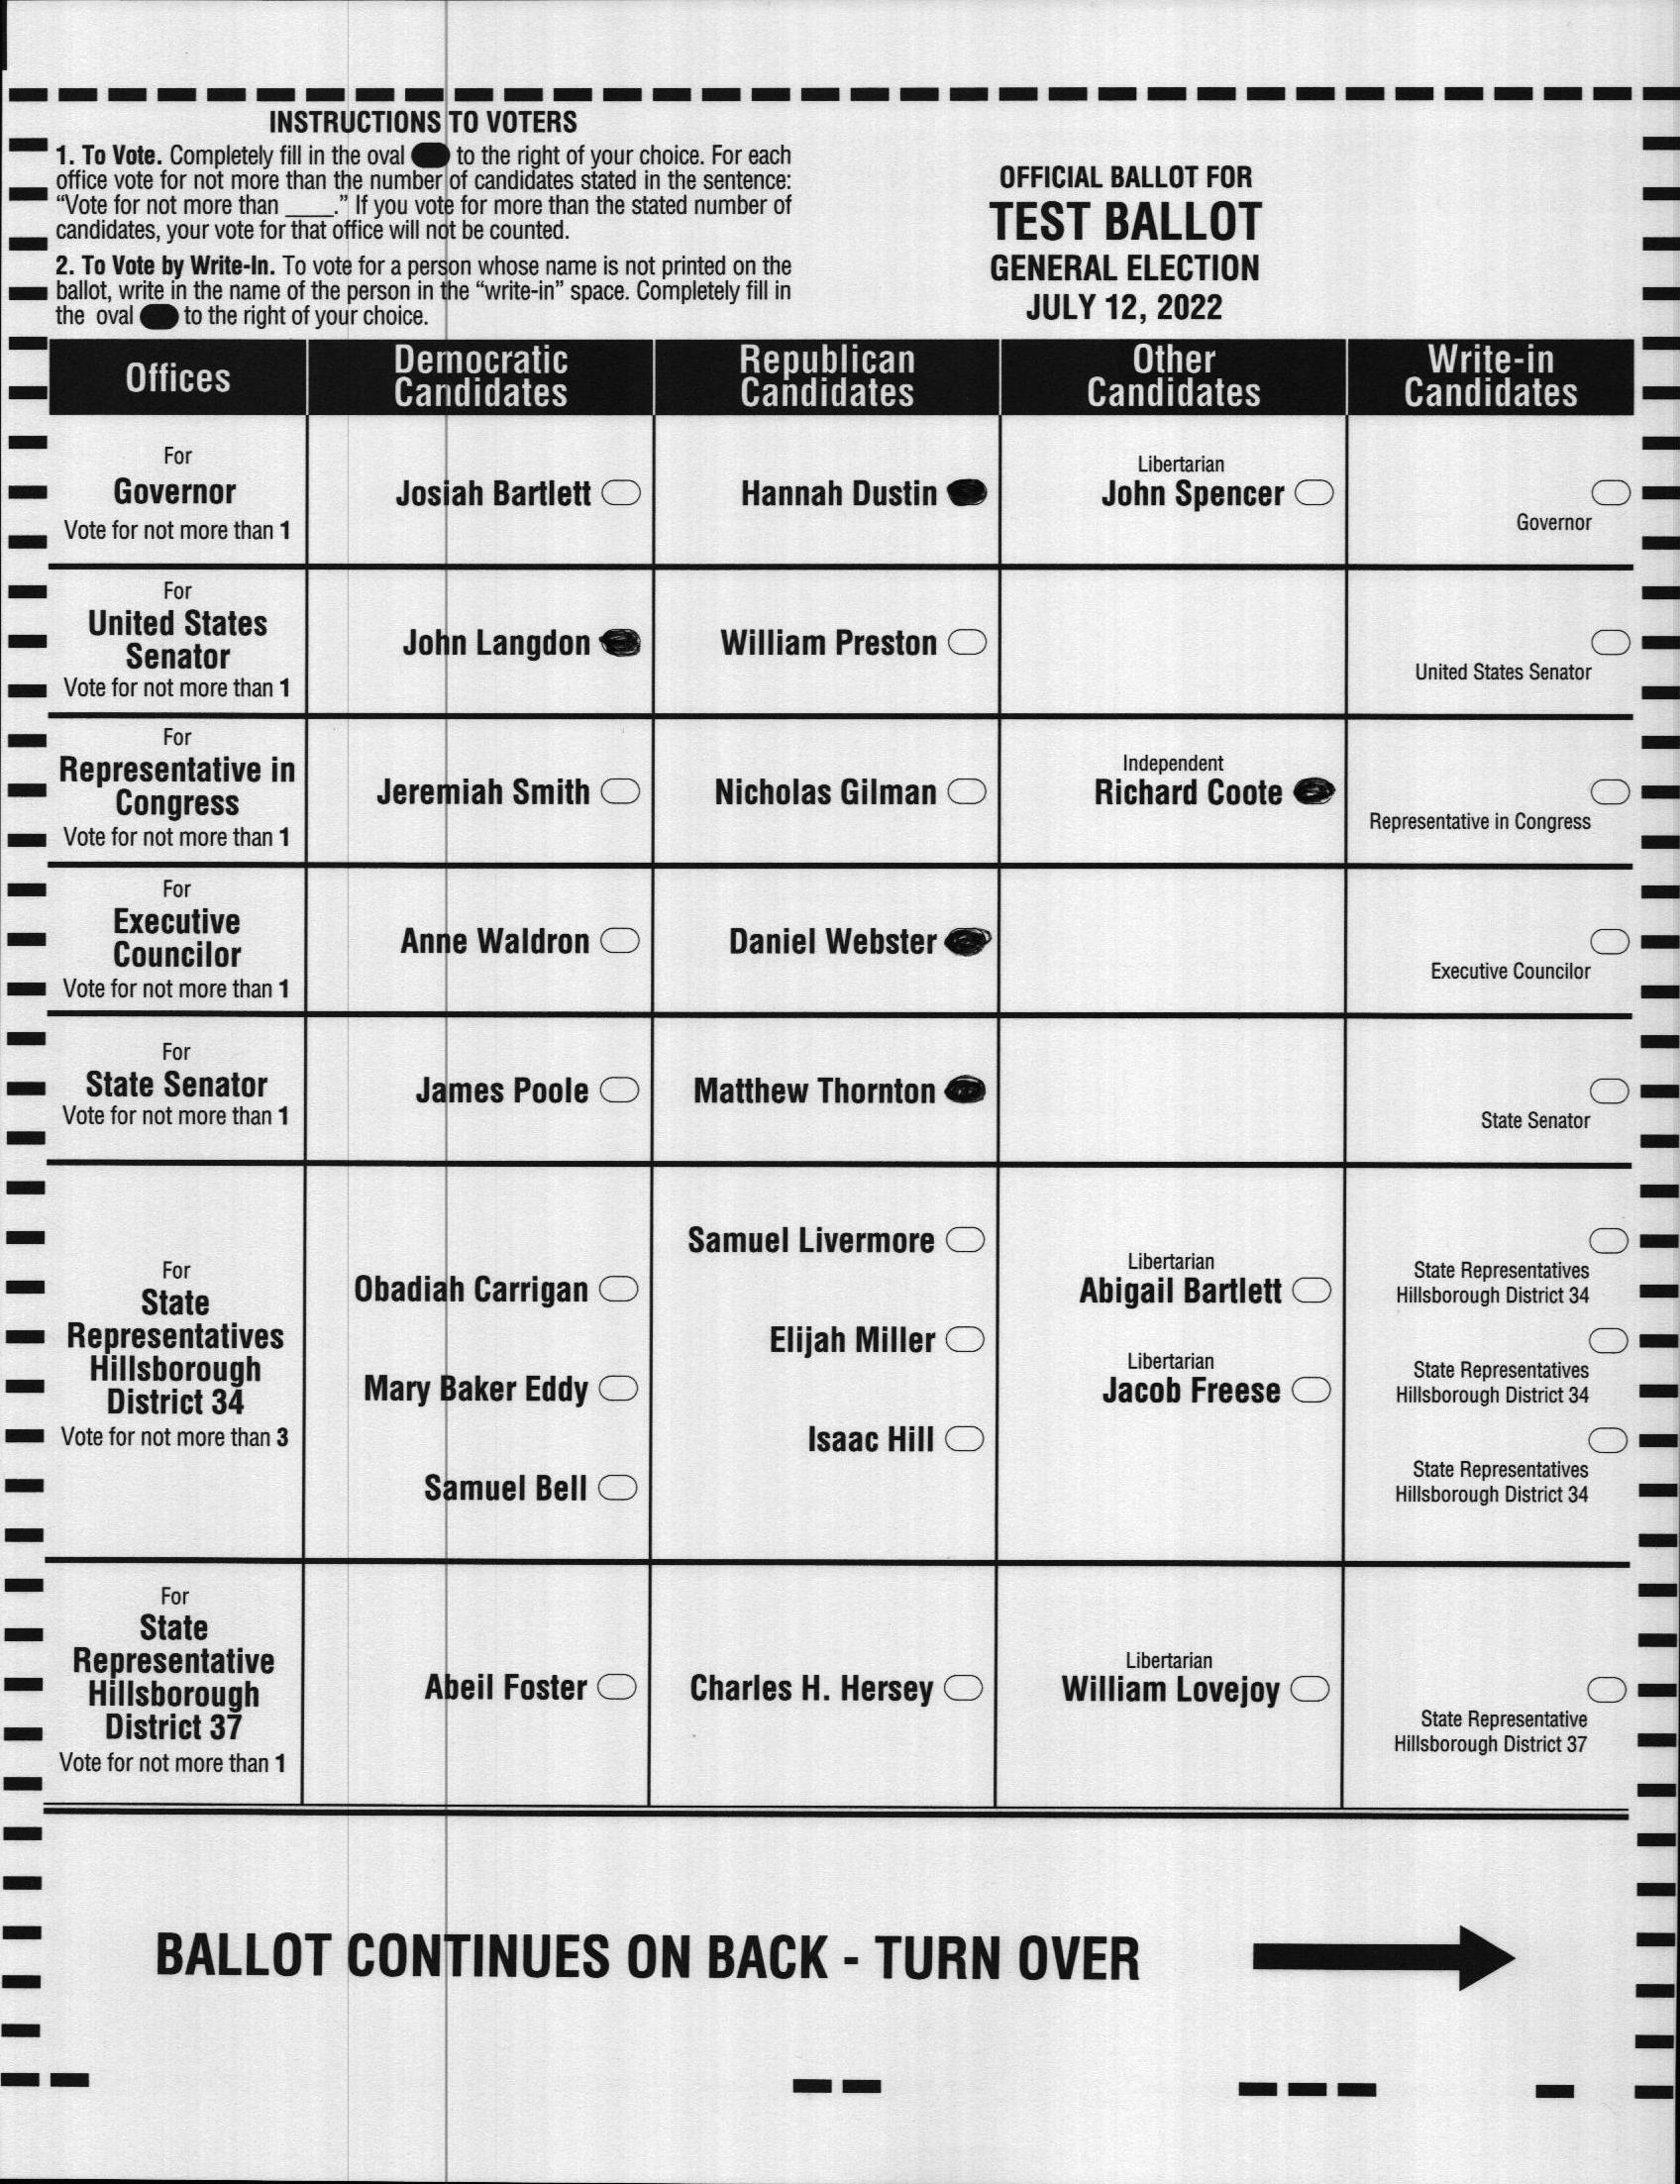 INSTRUCTIONS TO VOTERS
1. To Vote. Completely fill in the oval to the right of your choice. For each
office vote for not more than the number of candidates stated in the sentence:
“Vote for not more than ____.” If you vote for more than the stated number of
candidates, your vote for that office will not be counted.
2. To Vote by Write-In. To vote for a person whose name is not printed on the
ballot, write in the name of the person in the “write-in” space. Completely fill in
the oval to the right of your choice.
OFFICIAL BALLOT FOR
TEST BALLOT
GENERAL ELECTION
JULY 12, 2022
Offices
Democratic
Candidates
Republican
Candidates
Other
Candidates
Write-in
Candidates
For
Governor
Vote for not more than 1
Josiah Bartlett
Hannah Dustin
Libertarian
John Spencer
Governor
For
United States
Senator
Vote for not more than 1
John Langdon
William Preston
United States Senator
For
Representative in
Congress
Vote for not more than 1
Jeremiah Smith
Nicholas Gilman
Independent
Richard Coote
Representative in Congress
For
Executive
Councilor
Vote for not more than 1
Anne Waldron
Daniel Webster
Executive Councilor
For
State Senator
Vote for not more than 1
James Poole
Matthew Thornton
State Senator
For
State
Representatives
Hillsborough
District 34
Vote for not more than 3
Obadiah Carrigan
Mary Baker Eddy
Samuel Bell
Samuel Livermore
Elijah Miller
Isaac Hill
Libertarian
Abigail Bartlett
Libertarian
Jacob Freese
State Representatives
Hillsborough District 34
State Representatives
Hillsborough District 34
State Representatives
Hillsborough District 34
For
State
Representative
Hillsborough
District 37
Vote for not more than 1
Abeil Foster
Charles H. Hersey
Libertarian
William Lovejoy
State Representative
Hillsborough District 37
BALLOT CONTINUES ON BACK - TURN OVER